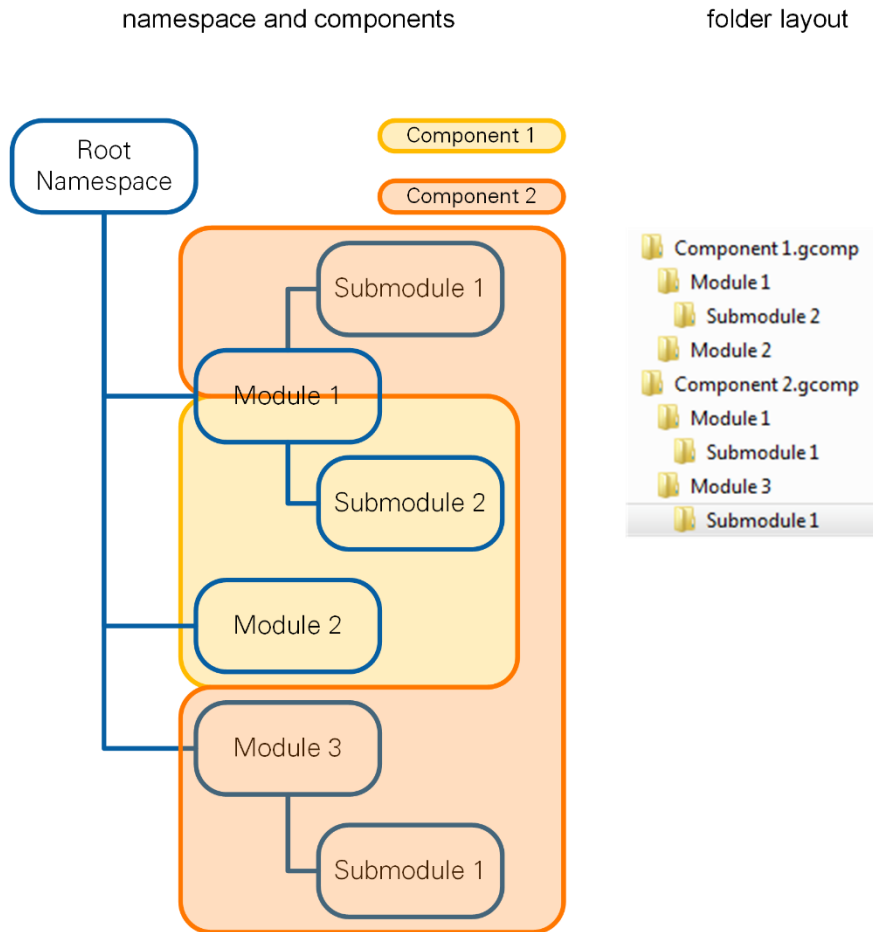 namespace and components
folder layout
Root
Namespace
Component 1
Component 2
Submodule 1
Module 1
Submodule 2
Module 2
Module 3
Submodule 1
Component 1.gcomp
Module 1
Submodule 2
Module 2
Component 2.gcomp
Module 1
Submodule 1
Module 3
Submodule 1